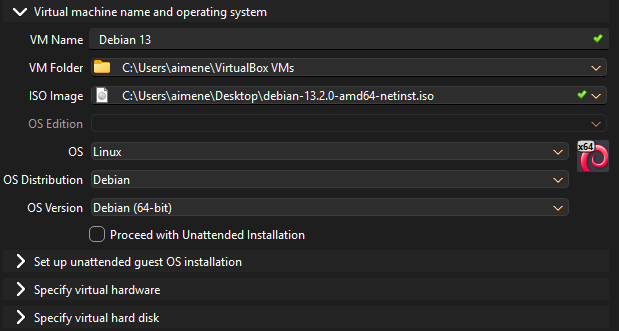 Virtual machine name and operating system
VM Name Debian 13
VM Folder C:\Users\aimene\VirtualBox VMs
ISO Image C:\Users\aimene\Desktop\debian-13.2.0-amd64-netinst.iso
OS Edition
OS Linux x64
OS Distribution Debian
OS Version Debian (64-bit)
Proceed with Unattended Installation
Set up unattended guest OS installation
Specify virtual hardware
Specify virtual hard disk